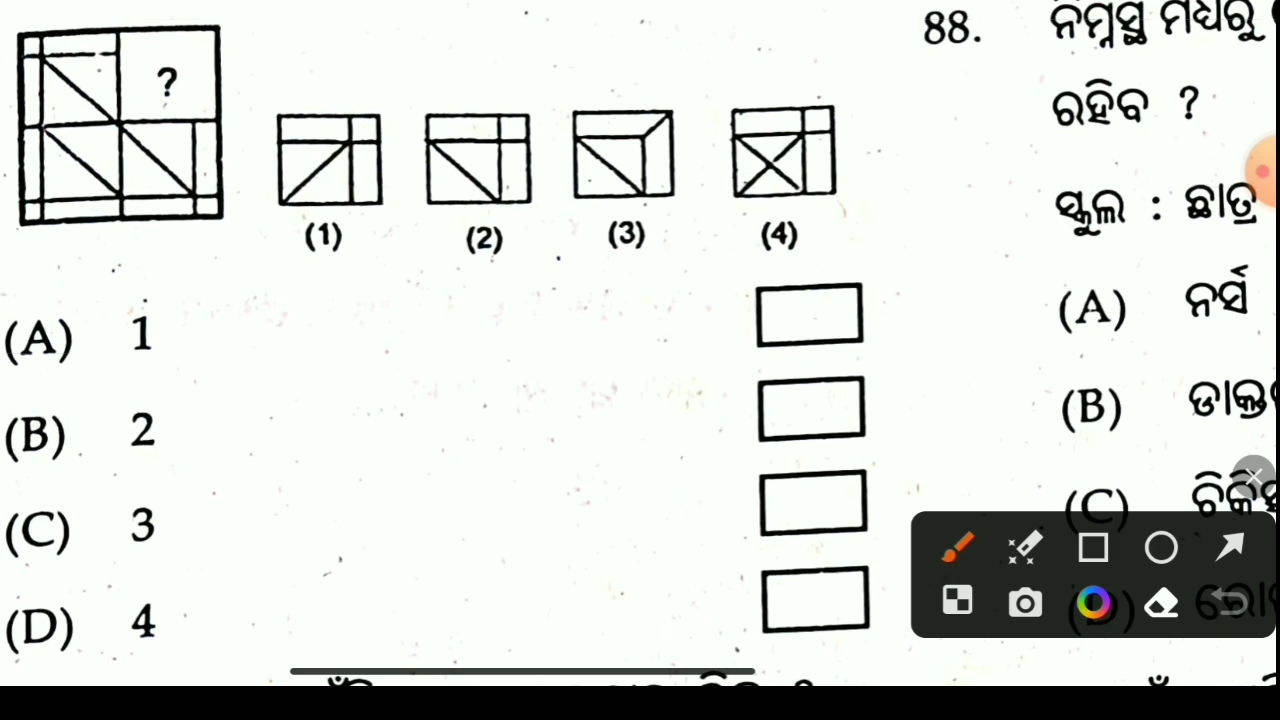 ?
(1) (2) (3) (4)
(A) 1
(B) 2
(C) 3
(D) 4
88. ନିମ୍ନସ୍ଥ ମଧ୍ୟରୁ
ରହିବ ?
ସ୍କୁଲ : ଛାତ୍ର
(A) ନର୍ସ
(B)
(C)
(D)